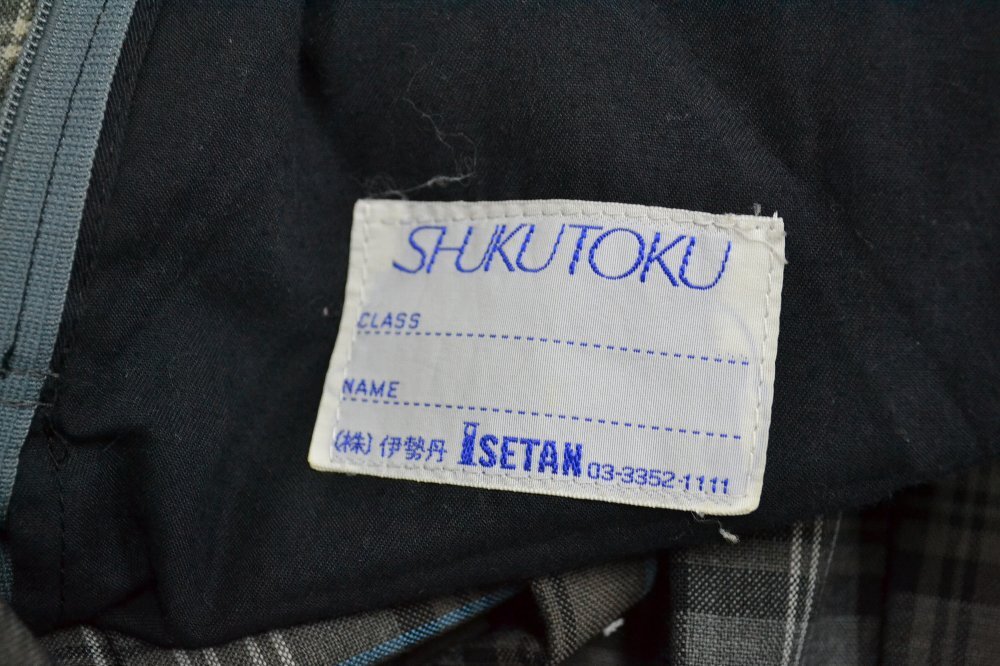 SHUKUTOKU
CLASS
NAME
(株) 伊勢丹 ISETAN 03-3352-1111